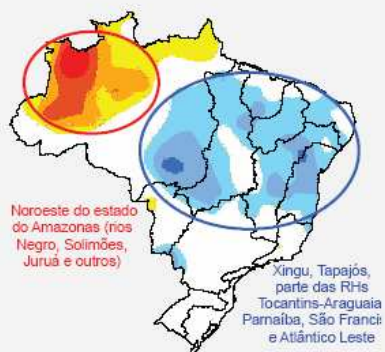 Noroeste do estado
do Amazonas (rios
Negro, Solimões,
Juruá e outros)
Xingu, Tapajós,
parte das RHs
Tocantins-Araguaia
Parnaíba, São Francis
e Atlântico Leste